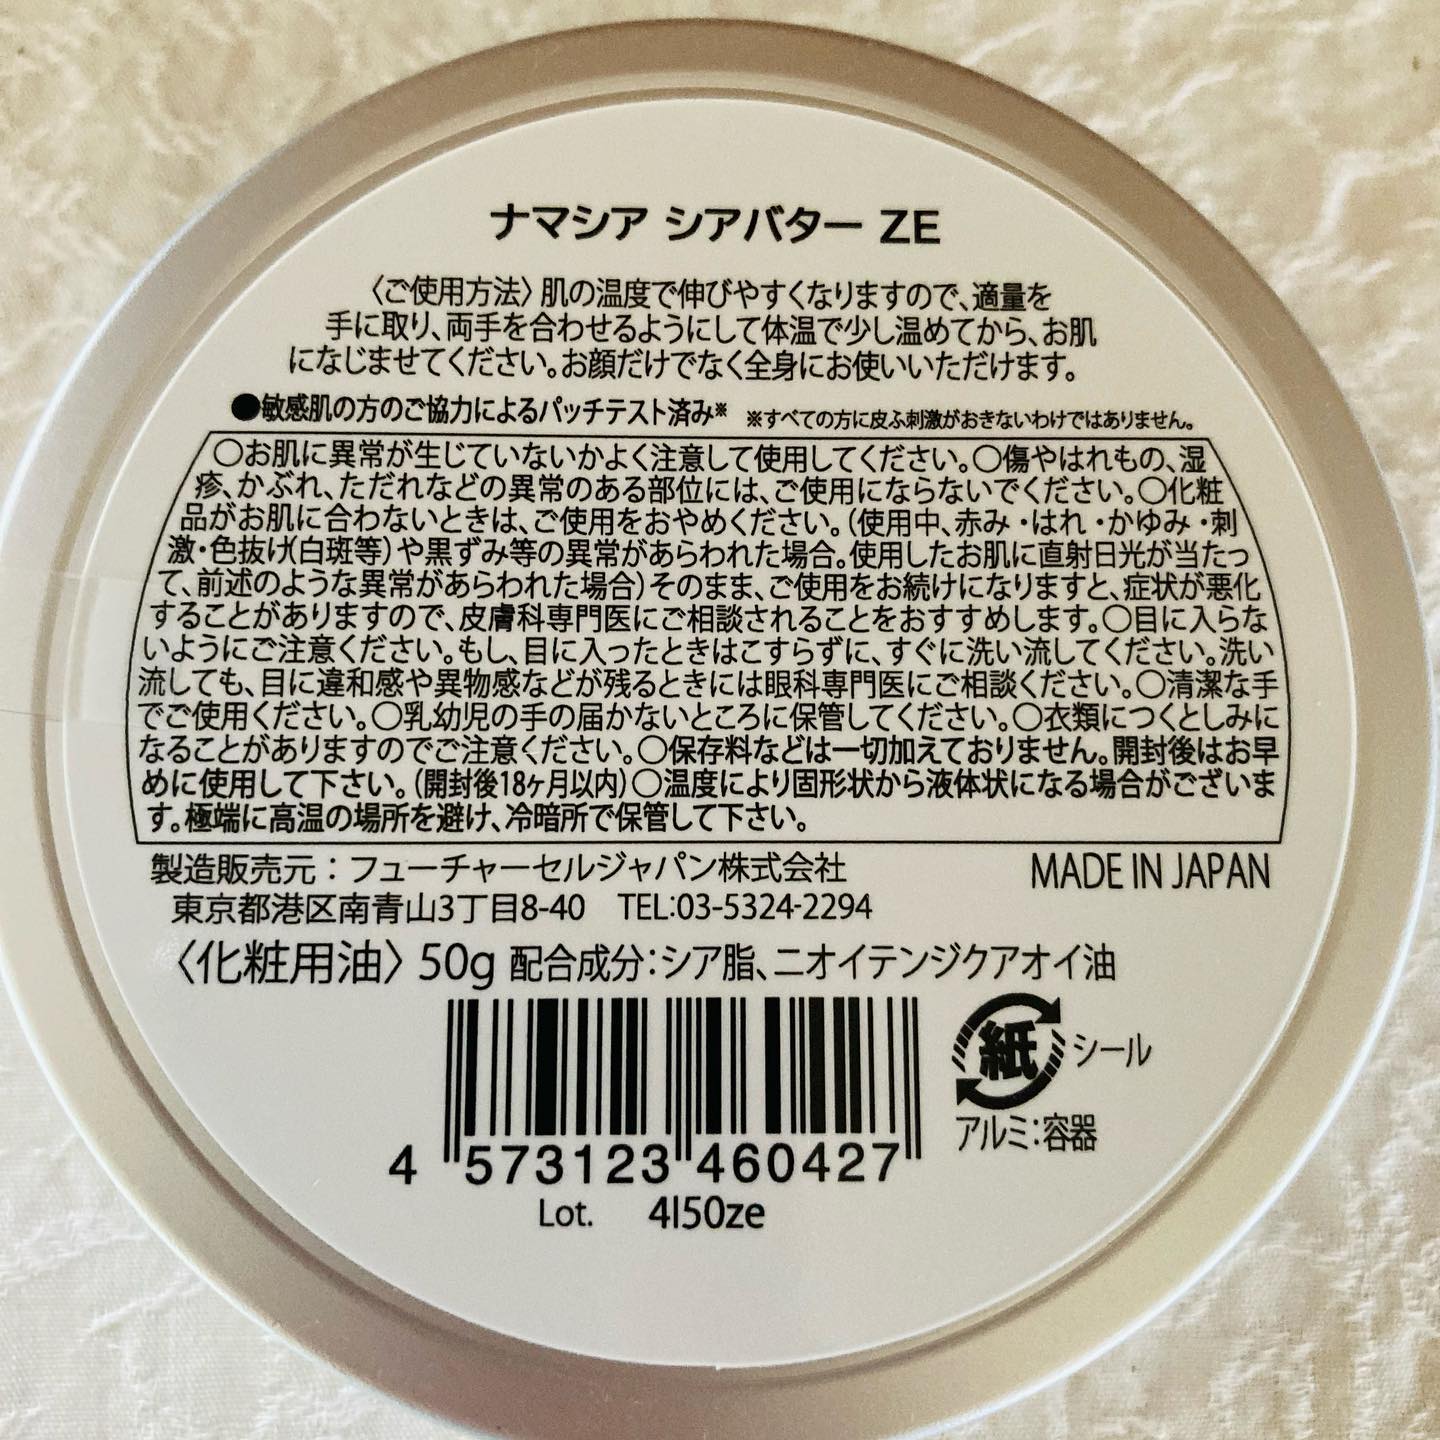 ナマシア シアバター ZE
〈ご使用方法〉肌の温度で伸びやすくなりますので、適量を
手に取り、両手を合わせるようにして体温で少し温めてから、お肌
になじませてください。お顔だけでなく全身にお使いいただけます。
●敏感肌の方のご協力によるパッチテスト済み※ ※すべての方に皮ふ刺激がおきないわけではありません。
○お肌に異常が生じていないかよく注意して使用してください。○傷やはれもの、湿
疹、かぶれ、ただれなどの異常のある部位には、ご使用にならないでください。○化粧
品がお肌に合わないときは、ご使用をおやめください。(使用中、赤み・はれ・かゆみ・刺
激・色抜け(白斑等)や黒ずみ等の異常があらわれた場合。使用したお肌に直射日光が当たっ
て、前述のような異常があらわれた場合)そのまま、ご使用をお続けになりますと、症状が悪化
することがありますので、皮膚科専門医にご相談されることをおすすめします。○目に入らな
いようにご注意ください。もし、目に入ったときはこすらずに、すぐに洗い流してください。洗い
流しても、目に違和感や異物感などが残るときには眼科専門医にご相談ください。○清潔な手
でご使用ください。○乳幼児の手の届かないところに保管してください。○衣類につくとしみに
なることがありますのでご注意ください。○保存料などは一切加えておりません。開封後はお早
めに使用して下さい。(開封後18ヶ月以内)○温度により固形状から液体状になる場合がございま
す。極端に高温の場所を避け、冷暗所で保管して下さい。
製造販売元：フューチャーセルジャパン株式会社 MADE IN JAPAN
東京都港区南青山3丁目8-40 TEL:03-5324-2294
〈化粧用油〉50g 配合成分：シア脂、ニオイテンジクアオイ油
紙 シール
アルミ：容器
4 573123 460427
Lot. 4l50ze